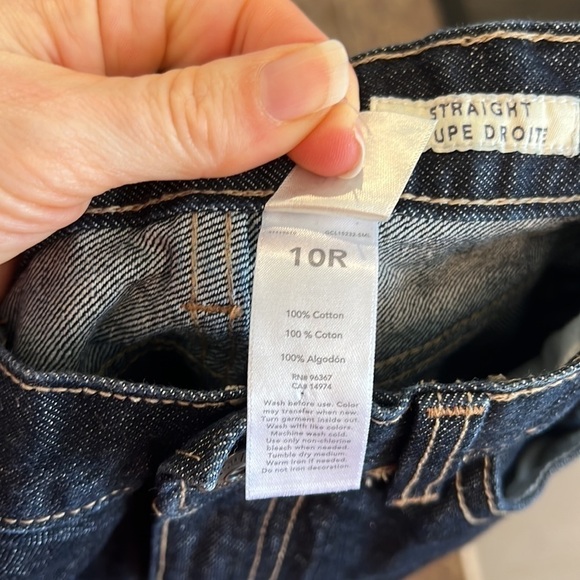 STRAIGHT
UPE DROITE
10R
100% Cotton
100 % Coton
100% Algodón
RN# 96367
CA# 14974
Wash before use. Color
may transfer when new.
Turn garment inside out.
Wash with like colors.
Machine wash cold.
Use only non-chlorine
bleach when needed.
Tumble dry medium.
Warm iron if needed.
Do not iron decoration.